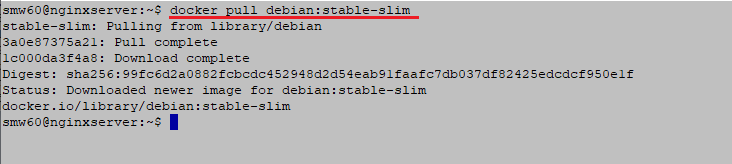 smw60@nginxserver:~$ docker pull debian:stable-slim
stable-slim: Pulling from library/debian
3a0e87375a21: Pull complete
1c000da3f4a8: Download complete
Digest: sha256:99fc6d2a0882fcbcdc452948d2d54eab91faafc7db037df82425edcdcf950e1f
Status: Downloaded newer image for debian:stable-slim
docker.io/library/debian:stable-slim
smw60@nginxserver:~$